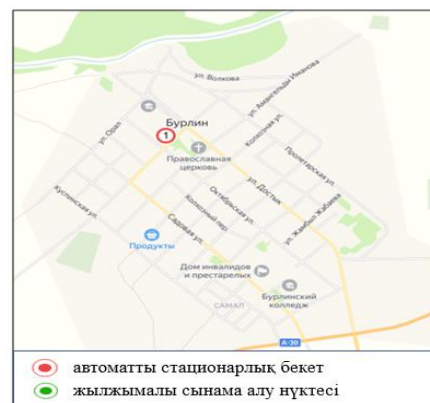 ул. Волкова
ул. Амангельды Иманова
ул. Орал
Бурлин
Колхозная ул.
1
Православная
церковь
Пролетарская ул.
ул. Достык
Куспинская ул.
Октябрьская ул.
Колхозный пер.
ул. Жамбыл Жабаева
Садовая ул.
Продукты
Дом инвалидов
и престарелых
Бурлинский
колледж
САМАЛ
А-30
автоматты стационарлық бекет
жылжымалы сынама алу нүктесі